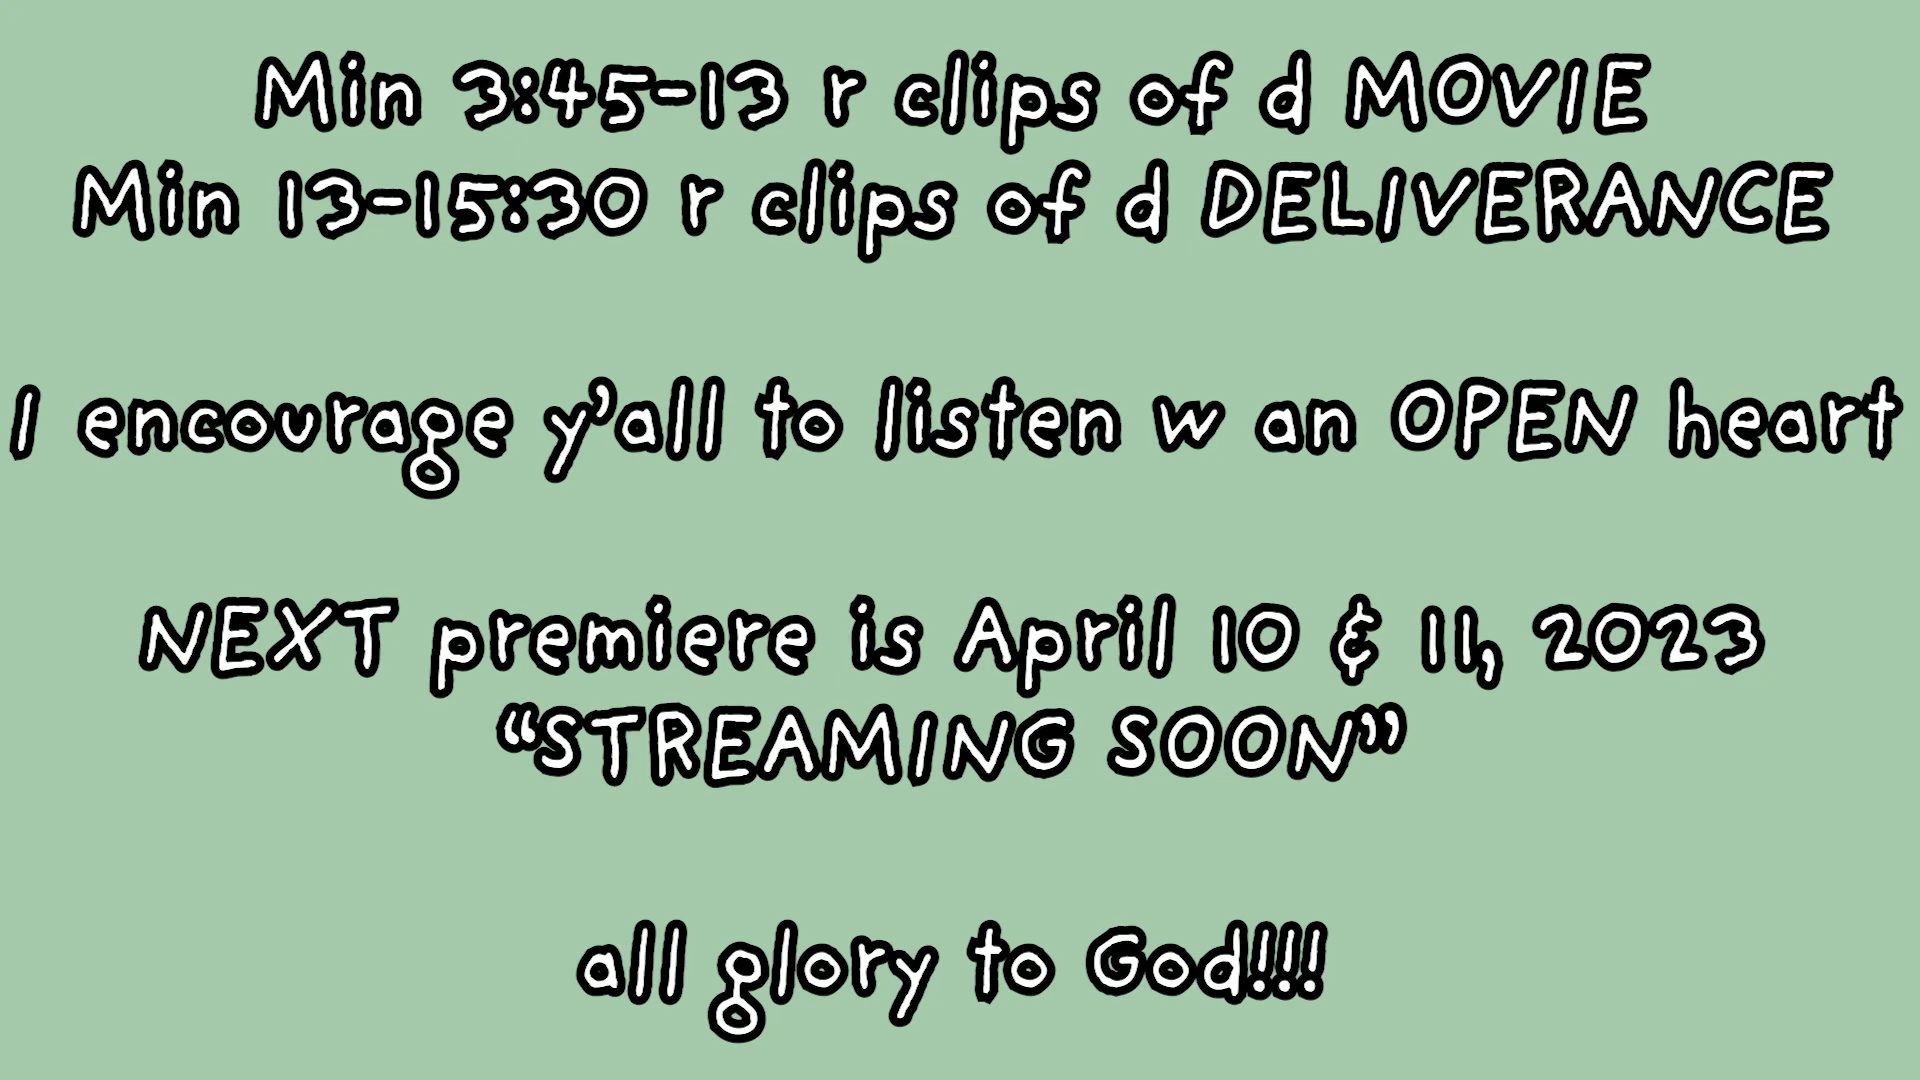 Min 3:45-13 r clips of d MOVIE
Min 13-15:30 r clips of d DELIVERANCE
I encourage y’all to listen w an OPEN heart
NEXT premiere is April 10 & 11, 2023
“STREAMING SOON”
all glory to God!!!